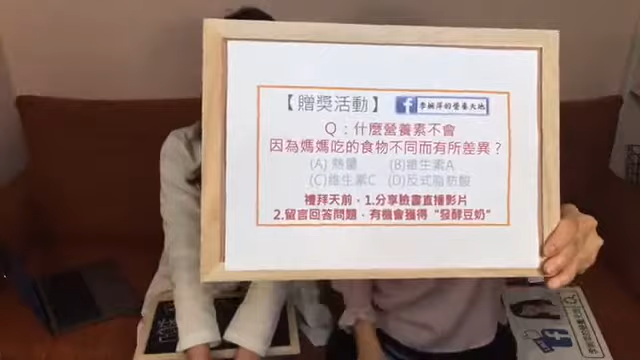 【贈獎活動】
李婉萍的營養天地
Q：什麼營養素不會
因為媽媽吃的食物不同而有所差異？
(A) 熱量 (B)維生素A
(C)維生素C (D)反式脂肪酸
禮拜天前，1.分享臉書直播影片
2.留言回答問題，有機會獲得“發酵豆奶”